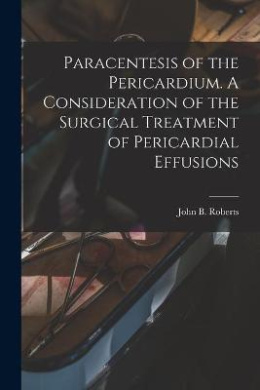 Paracentesis of the
Pericardium. A
Consideration of the
Surgical Treatment
of Pericardial
Effusions
John B. Roberts